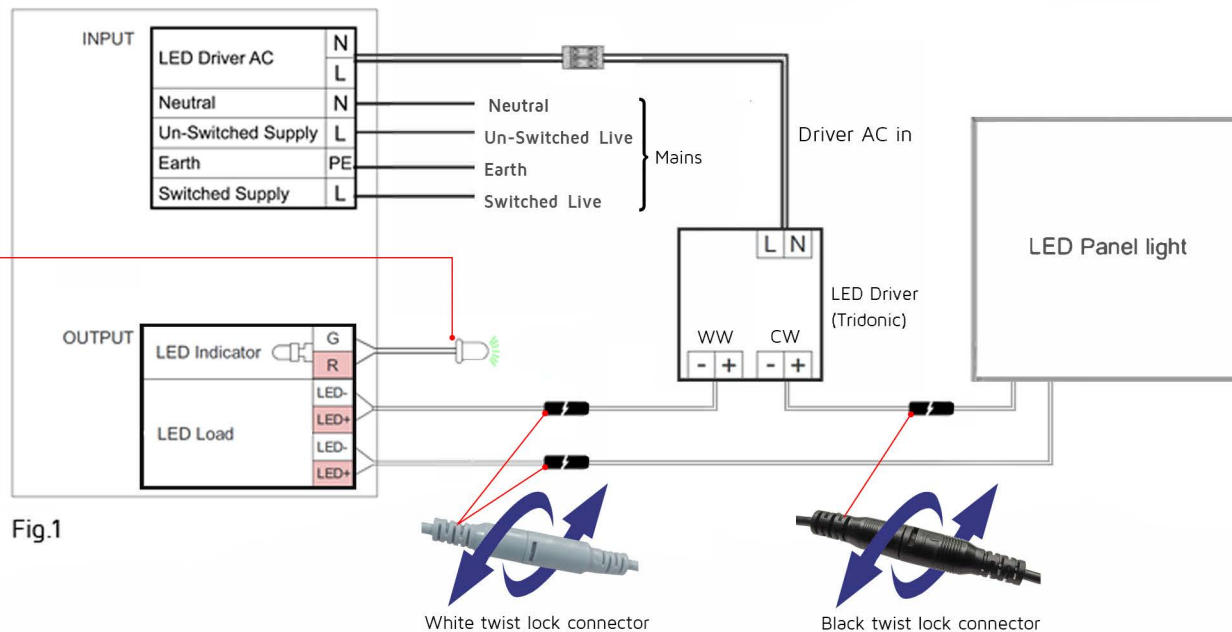 INPUT
LED Driver AC
N
L
Neutral N
Un-Switched Supply L
Earth PE
Switched Supply L
Neutral
Un-Switched Live
Earth
Switched Live
Mains
Driver AC in
L N
LED Driver
(Tridonic)
WW CW
- + - +
LED Panel light
OUTPUT
LED Indicator
G
R
LED Load
LED-
LED+
LED-
LED+
Fig.1
White twist lock connector
Black twist lock connector